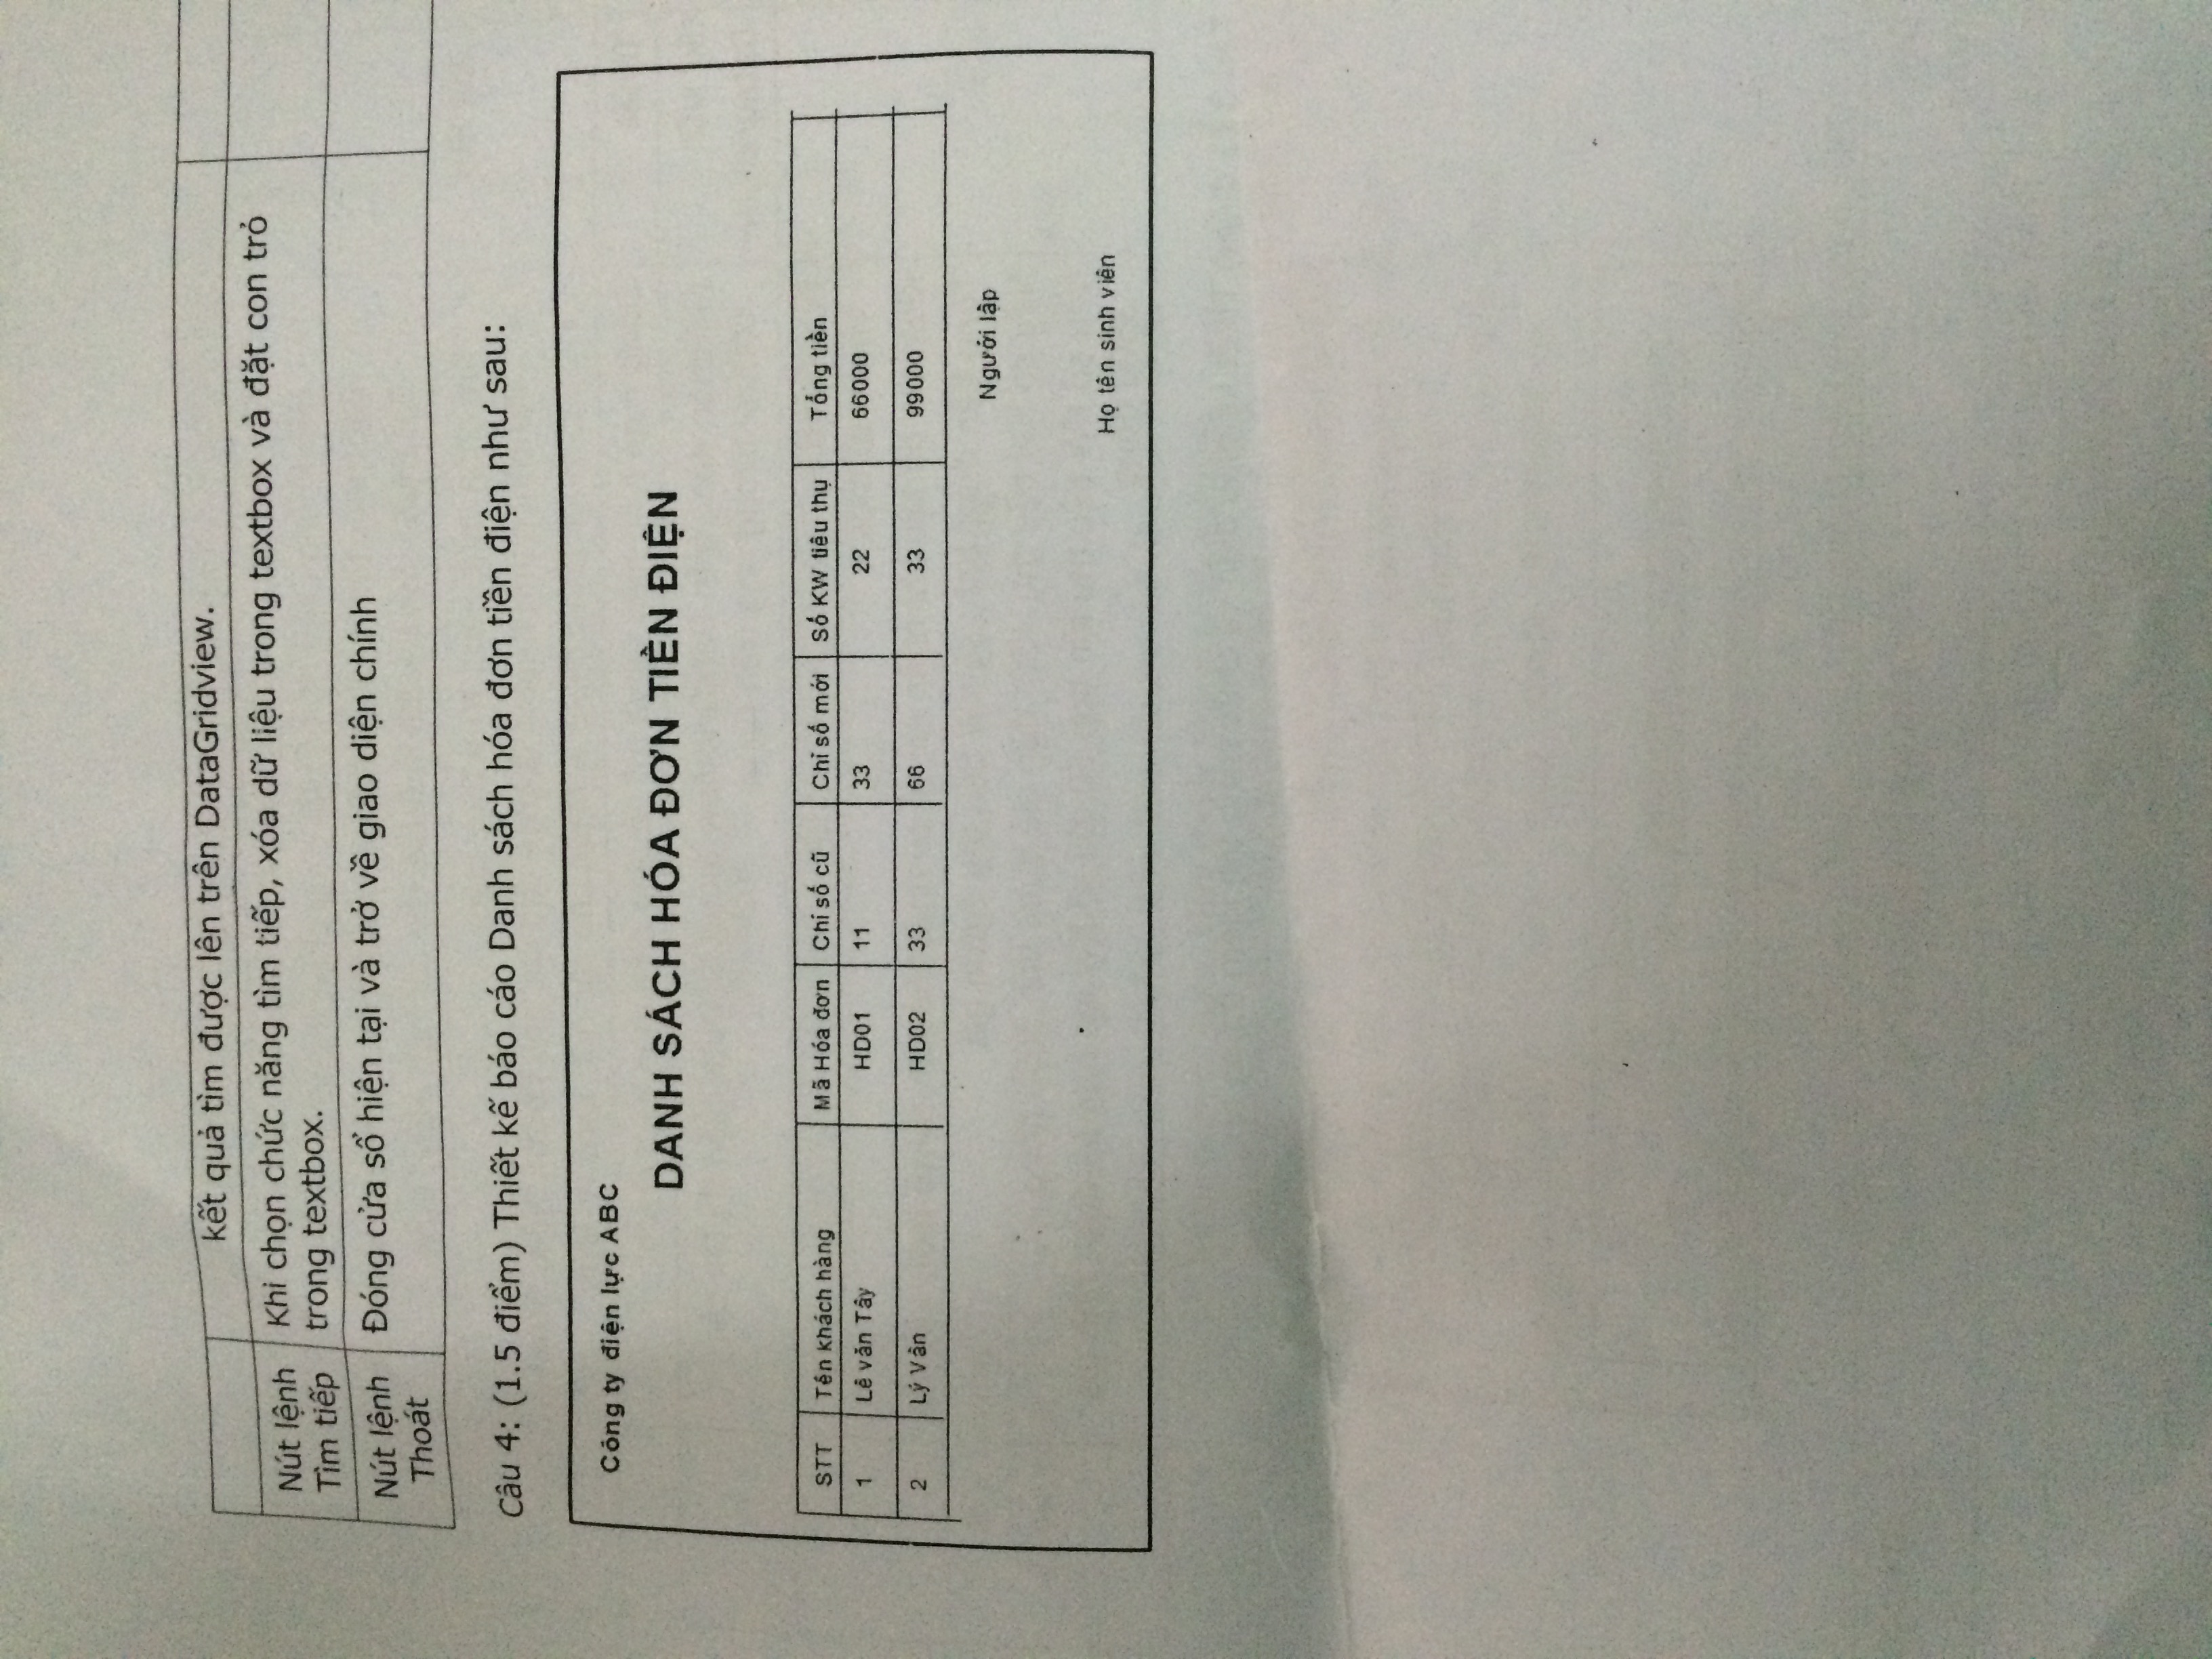 kết quả tìm được lên trên DataGridview.
Nút lệnh
Tìm tiếp
Khi chọn chức năng tìm tiếp, xóa dữ liệu trong textbox và đặt con trỏ
trong textbox.
Nút lệnh
Thoát
Đóng cửa sổ hiện tại và trở về giao diện chính
Câu 4: (1.5 điểm) Thiết kế báo cáo Danh sách hóa đơn tiền điện như sau:
Công ty điện lực ABC
DANH SÁCH HÓA ĐƠN TIỀN ĐIỆN
STT Tên khách hàng Mã Hóa đơn Chỉ số cũ Chỉ số mới Số KW tiêu thụ Tổng tiền
1 Lê văn Tây HD01 11 33 22 66000
2 Lý Vân HD02 33 66 33 99000
Người lập
Họ tên sinh viên